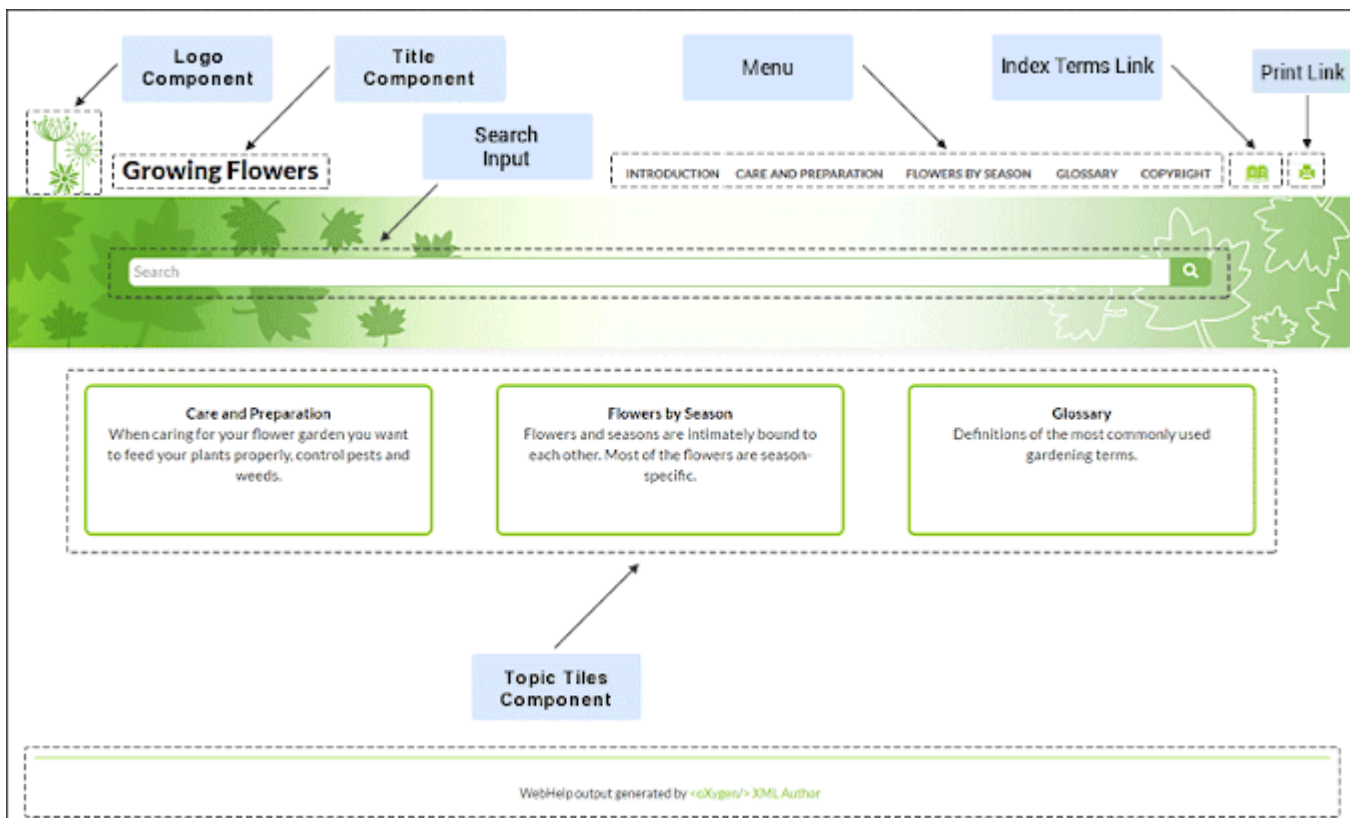 Logo
Component
Title
Component
Menu
Index Terms Link
Print Link
Search
Input
Growing Flowers
INTRODUCTION CARE AND PREPARATION FLOWERS BY SEASON GLOSSARY COPYRIGHT
Search
Care and Preparation
When caring for your flower garden you want
to feed your plants properly, control pests and
weeds.
Flowers by Season
Flowers and seasons are intimately bound to
each other. Most of the flowers are season-
specific.
Glossary
Definitions of the most commonly used
gardening terms.
Topic Tiles
Component
WebHelp output generated by <oXygen/> XML Author